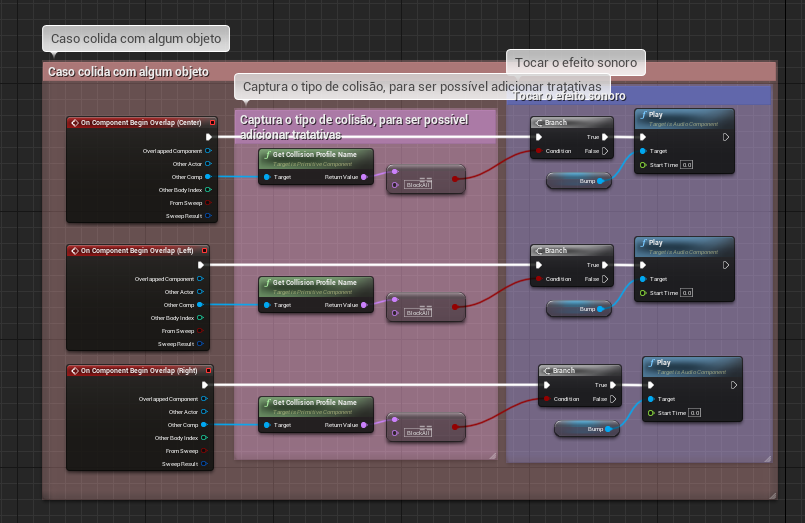 Caso colida com algum objeto
Tocar o efeito sonoro
Caso colida com algum objeto
Captura o tipo de colisão, para ser possível adicionar tratativas
Tocar o efeito sonoro
Captura o tipo de colisão, para ser possível
adicionar tratativas
On Component Begin Overlap (Center)
Overlapped Component
Other Actor
Other Comp
Other Body Index
From Sweep
Sweep Result
Get Collision Profile Name
Target is Primitive Component
Target
Return Value
==
BlockAll
Branch
True
Condition
False
Bump
Play
Target is Audio Component
Target
Start Time 0.0
On Component Begin Overlap (Left)
Overlapped Component
Other Actor
Other Comp
Other Body Index
From Sweep
Sweep Result
Get Collision Profile Name
Target is Primitive Component
Target
Return Value
==
BlockAll
Branch
True
Condition
False
Bump
Play
Target is Audio Component
Target
Start Time 0.0
On Component Begin Overlap (Right)
Overlapped Component
Other Actor
Other Comp
Other Body Index
From Sweep
Sweep Result
Get Collision Profile Name
Target is Primitive Component
Target
Return Value
==
BlockAll
Branch
True
Condition
False
Bump
Play
Target is Audio Component
Target
Start Time 0.0